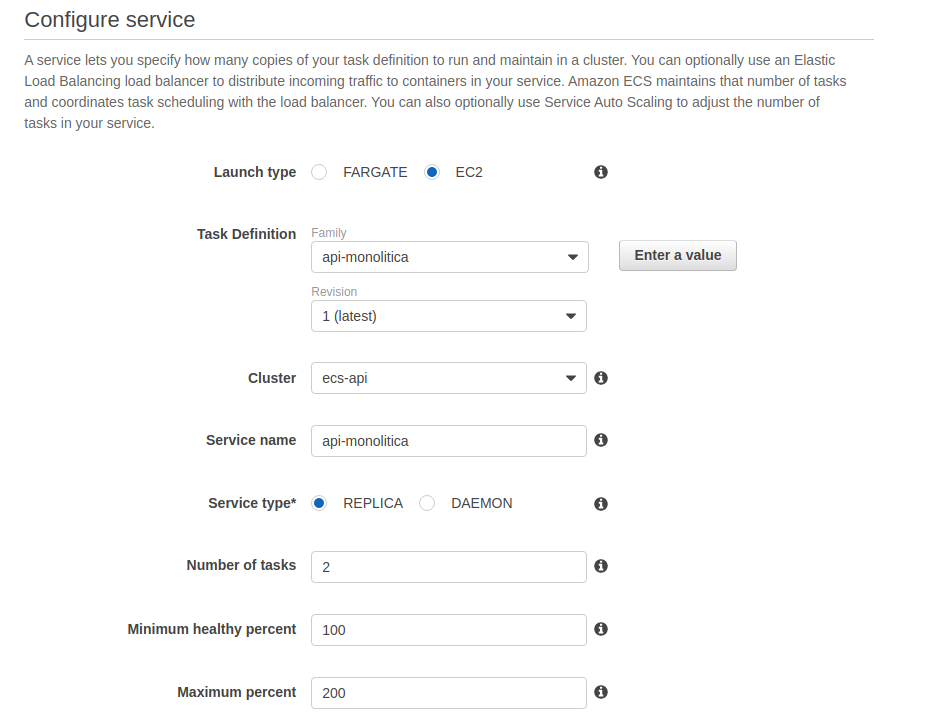 Configure service
A service lets you specify how many copies of your task definition to run and maintain in a cluster. You can optionally use an Elastic
Load Balancing load balancer to distribute incoming traffic to containers in your service. Amazon ECS maintains that number of tasks
and coordinates task scheduling with the load balancer. You can also optionally use Service Auto Scaling to adjust the number of
tasks in your service.
Launch type FARGATE EC2
Task Definition Family
api-monolitica Enter a value
Revision
1 (latest)
Cluster ecs-api
Service name api-monolitica
Service type* REPLICA DAEMON
Number of tasks 2
Minimum healthy percent 100
Maximum percent 200